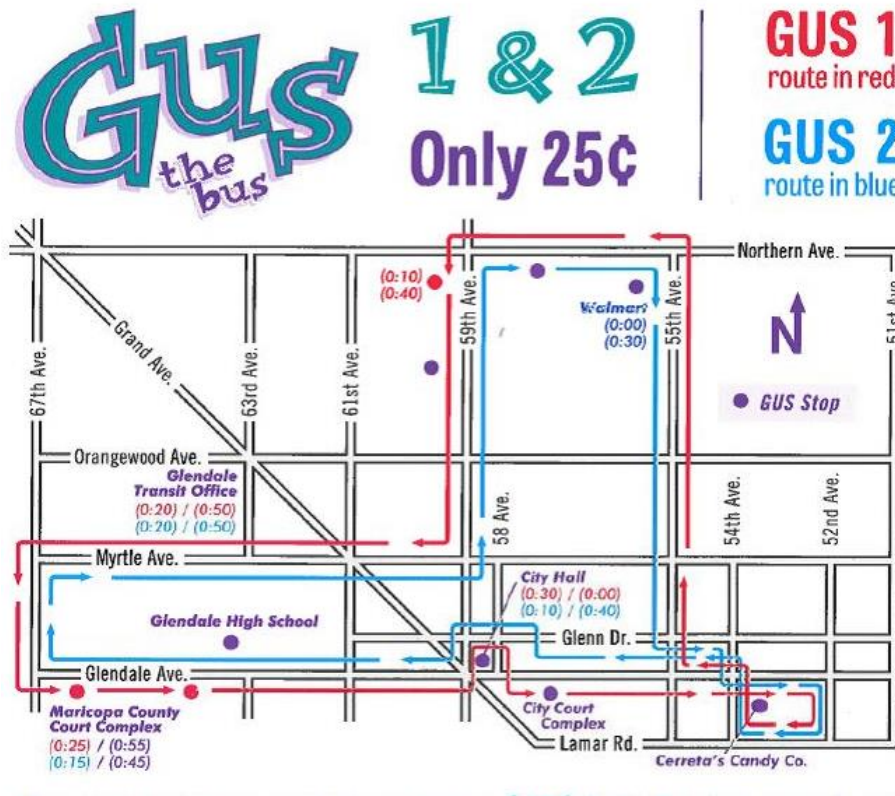 Gus
the
bus
1 & 2
Only 25¢
GUS 1
route in red
GUS 2
route in blue
Northern Ave.
(0:10)
(0:40)
59th Ave.
Walmart
(0:00)
(0:30)
55th Ave.
51st Ave.
N
GUS Stop
Grand Ave.
67th Ave.
63rd Ave.
61st Ave.
Orangewood Ave.
Glendale
Transit Office
(0:20) / (0:50)
(0:20) / (0:50)
58 Ave.
54th Ave.
52nd Ave.
Myrtle Ave.
City Hall
(0:30) / (0:00)
(0:10) / (0:40)
Glendale High School
Glenn Dr.
Glendale Ave.
Maricopa County
Court Complex
(0:25) / (0:55)
(0:15) / (0:45)
City Court
Complex
Lamar Rd.
Cerreta's Candy Co.